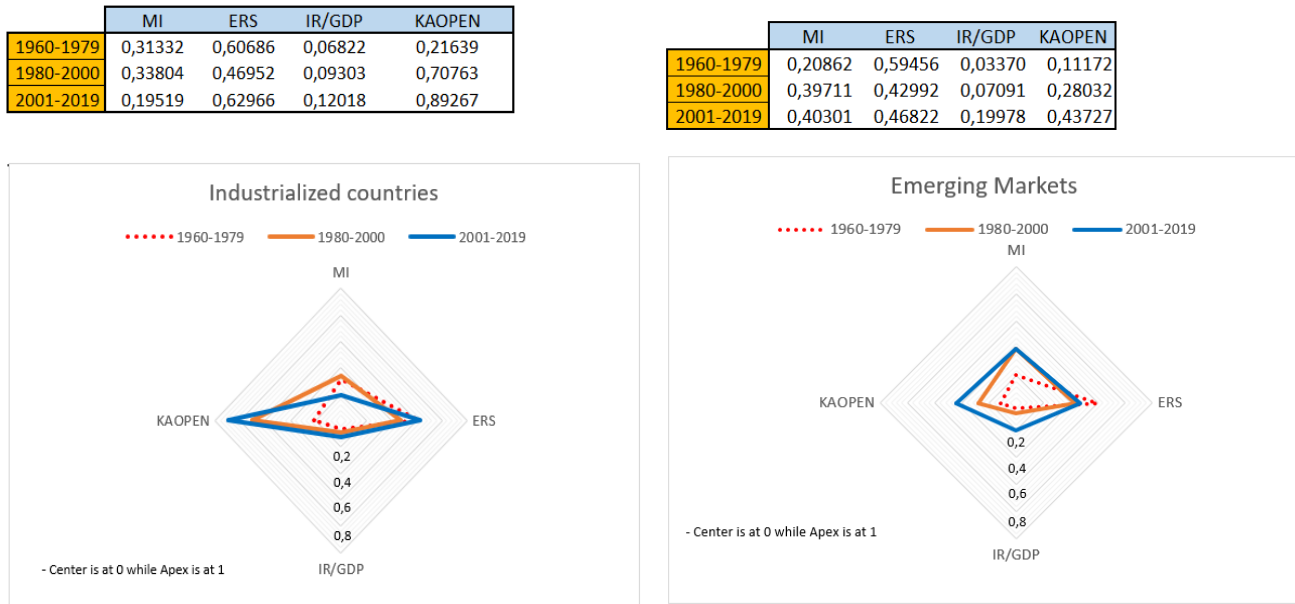 MI ERS IR/GDP KAOPEN
1960-1979 0,31332 0,60686 0,06822 0,21639
1980-2000 0,33804 0,46952 0,09303 0,70763
2001-2019 0,19519 0,62966 0,12018 0,89267
MI ERS IR/GDP KAOPEN
1960-1979 0,20862 0,59456 0,03370 0,11172
1980-2000 0,39711 0,42992 0,07091 0,28032
2001-2019 0,40301 0,46822 0,19978 0,43727
Industrialized countries
1960-1979 1980-2000 2001-2019
MI
KAOPEN ERS
0,2
0,4
0,6
0,8
- Center is at 0 while Apex is at 1
IR/GDP
Emerging Markets
1960-1979 1980-2000 2001-2019
MI
KAOPEN ERS
0,2
0,4
0,6
0,8
- Center is at 0 while Apex is at 1
IR/GDP